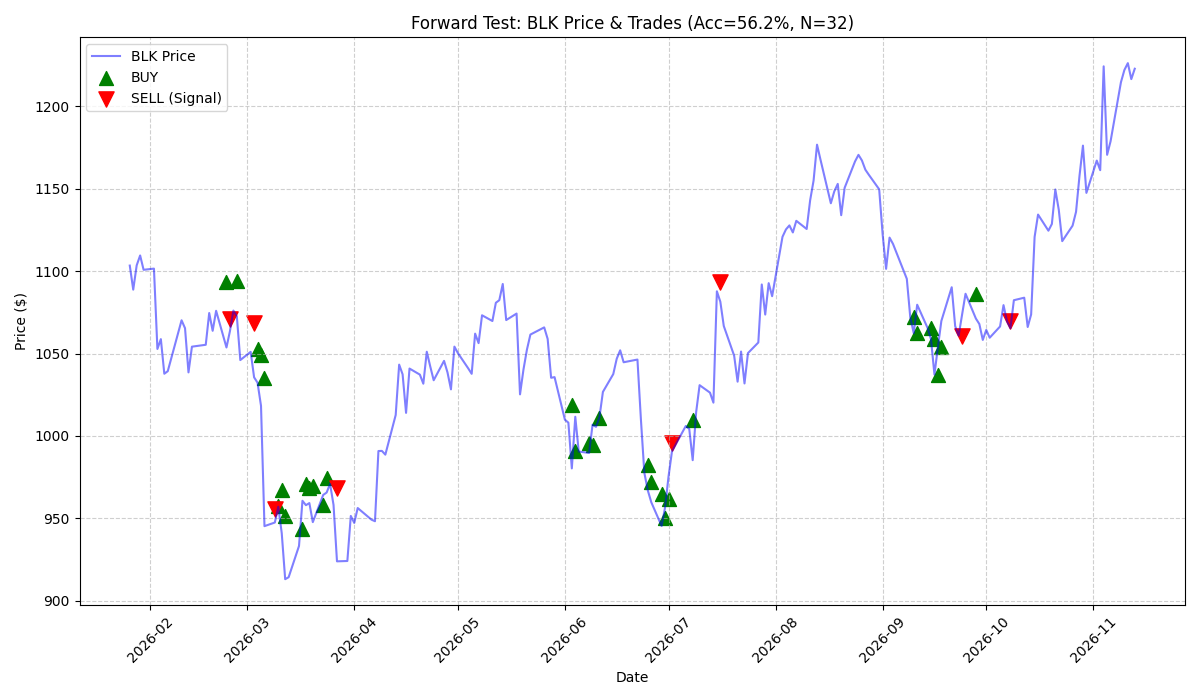 Forward Test: BLK Price & Trades (Acc=56.2%, N=32)
BLK Price
BUY
SELL (Signal)
Price ($)
1200
1150
1100
1050
1000
950
900
2026-02
2026-03
2026-04
2026-05
2026-06
2026-07
2026-08
2026-09
2026-10
2026-11
Date